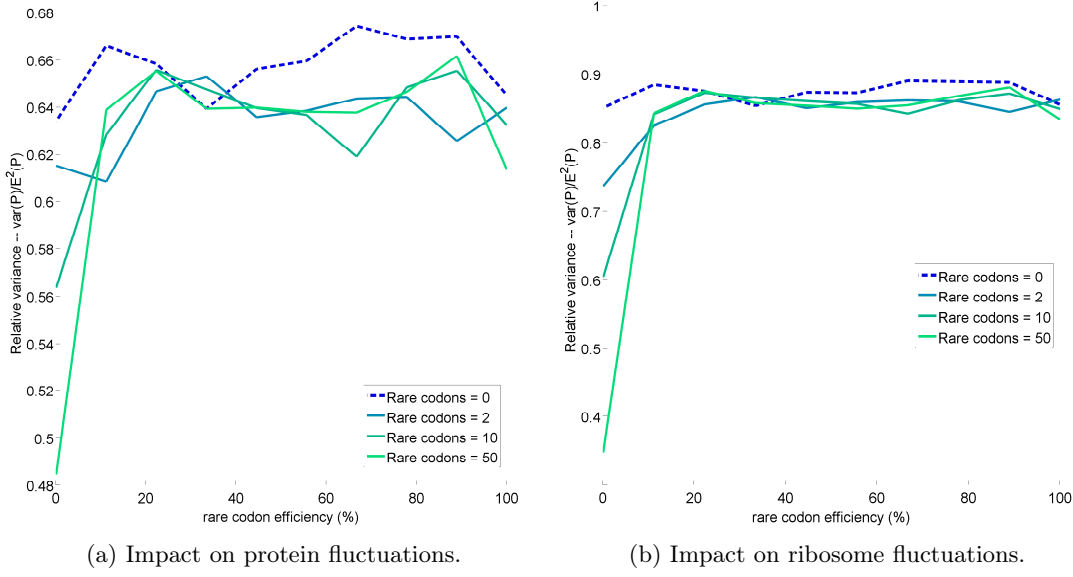 0.68
0.66
0.64
0.62
0.6
0.58
0.56
0.54
0.52
0.5
0.48
Relative variance -- var(P)/E²(P)
0
20
40
60
80
100
rare codon efficiency (%)
Rare codons = 0
Rare codons = 2
Rare codons = 10
Rare codons = 50
(a) Impact on protein fluctuations.
1
0.9
0.8
0.7
0.6
0.5
0.4
Relative variance -- var(P)/E²(P)
0
20
40
60
80
100
rare codon efficiency (%)
Rare codons = 0
Rare codons = 2
Rare codons = 10
Rare codons = 50
(b) Impact on ribosome fluctuations.